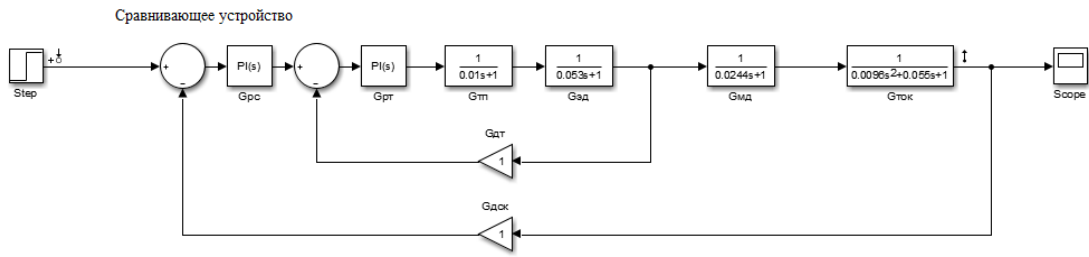 Сравнивающее устройство
Step
+
+
−
PI(s)
Gрс
+
−
PI(s)
Gрт
1
0.01s+1
Gтп
1
0.053s+1
Gэд
1
0.0244s+1
Gмд
1
0.0096s²+0.055s+1
Gток
Scope
Gдт
1
Gдск
1